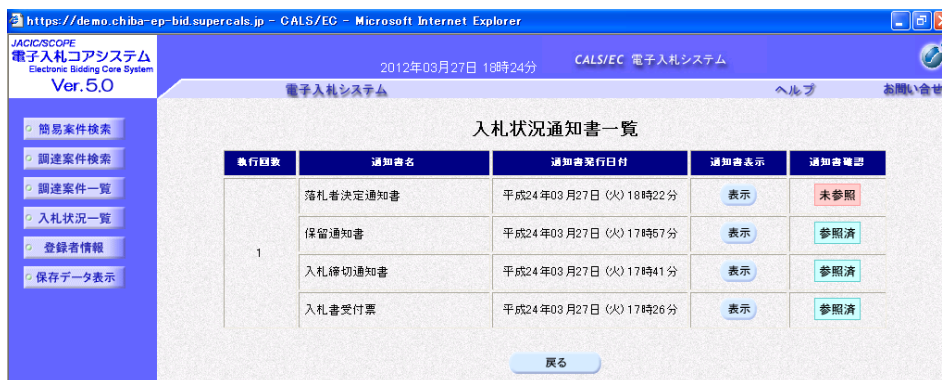 https://demo.chiba-ep-bid.supercals.jp - CALS/EC - Microsoft Internet Explorer
JACIC/SCOPE
電子入札コアシステム
Electronic Bidding Core System
Ver.5.0
2012年03月27日 18時24分
CALS/EC 電子入札システム
電子入札システム
ヘルプ
お問い合せ
簡易案件検索
調達案件検索
調達案件一覧
入札状況一覧
登録者情報
保存データ表示
入札状況通知書一覧
執行回数 通知書名 通知書発行日付 通知書表示 通知書確認
1
落札者決定通知書 平成24年03月27日 (火) 18時22分 表示 未参照
保留通知書 平成24年03月27日 (火) 17時57分 表示 参照済
入札締切通知書 平成24年03月27日 (火) 17時41分 表示 参照済
入札書受付票 平成24年03月27日 (火) 17時26分 表示 参照済
戻る